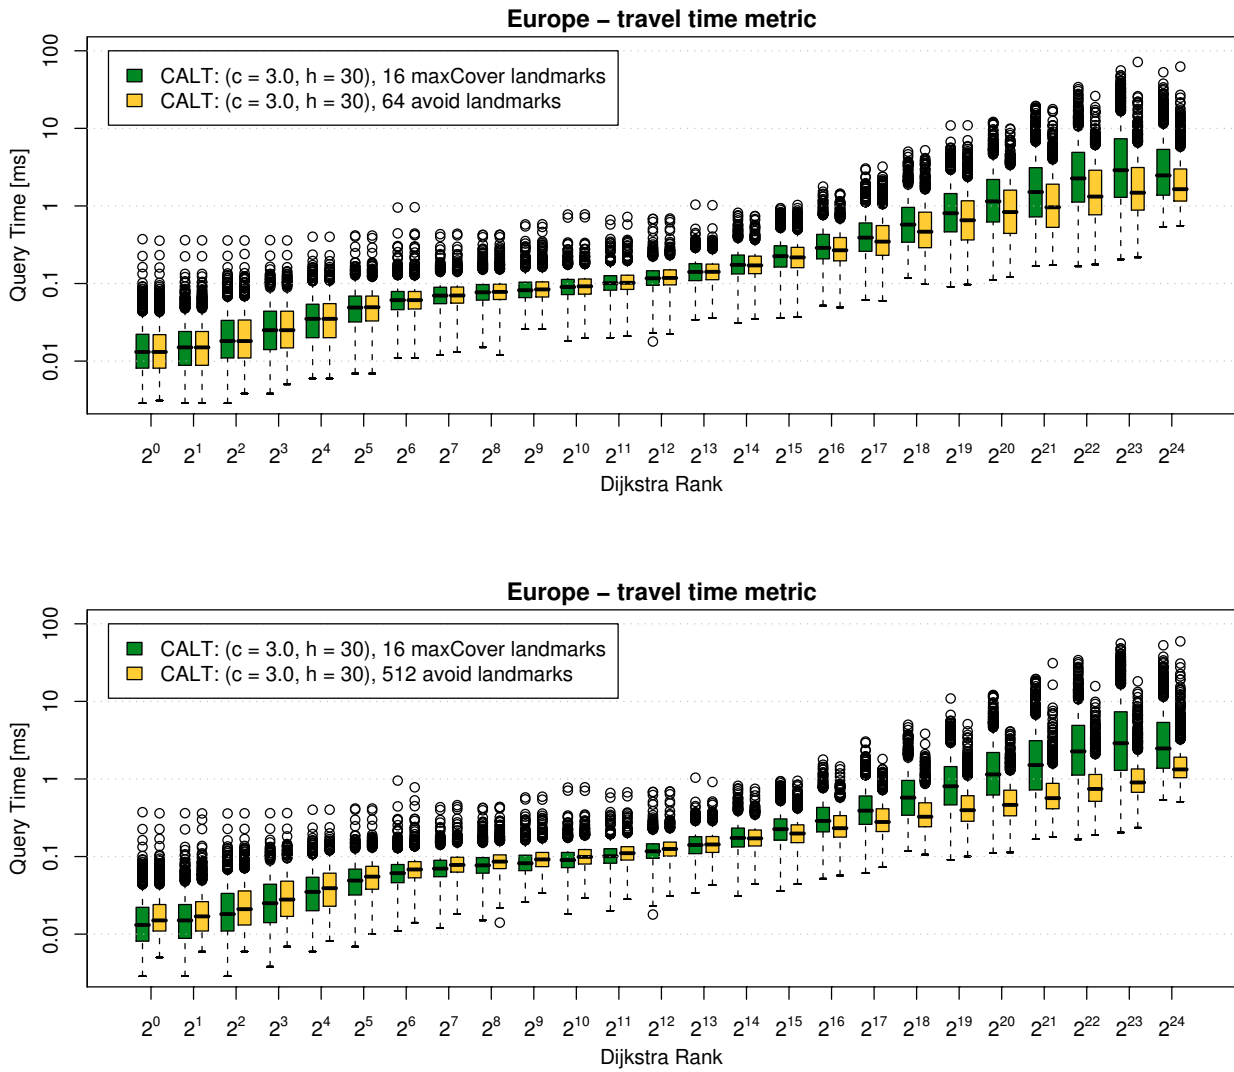 Europe − travel time metric
CALT: (c = 3.0, h = 30), 16 maxCover landmarks
CALT: (c = 3.0, h = 30), 64 avoid landmarks
Query Time [ms]
100
10
1
0.1
0.01
2^0 2^1 2^2 2^3 2^4 2^5 2^6 2^7 2^8 2^9 2^10 2^11 2^12 2^13 2^14 2^15 2^16 2^17 2^18 2^19 2^20 2^21 2^22 2^23 2^24
Dijkstra Rank
Europe − travel time metric
CALT: (c = 3.0, h = 30), 16 maxCover landmarks
CALT: (c = 3.0, h = 30), 512 avoid landmarks
Query Time [ms]
100
10
1
0.1
0.01
2^0 2^1 2^2 2^3 2^4 2^5 2^6 2^7 2^8 2^9 2^10 2^11 2^12 2^13 2^14 2^15 2^16 2^17 2^18 2^19 2^20 2^21 2^22 2^23 2^24
Dijkstra Rank